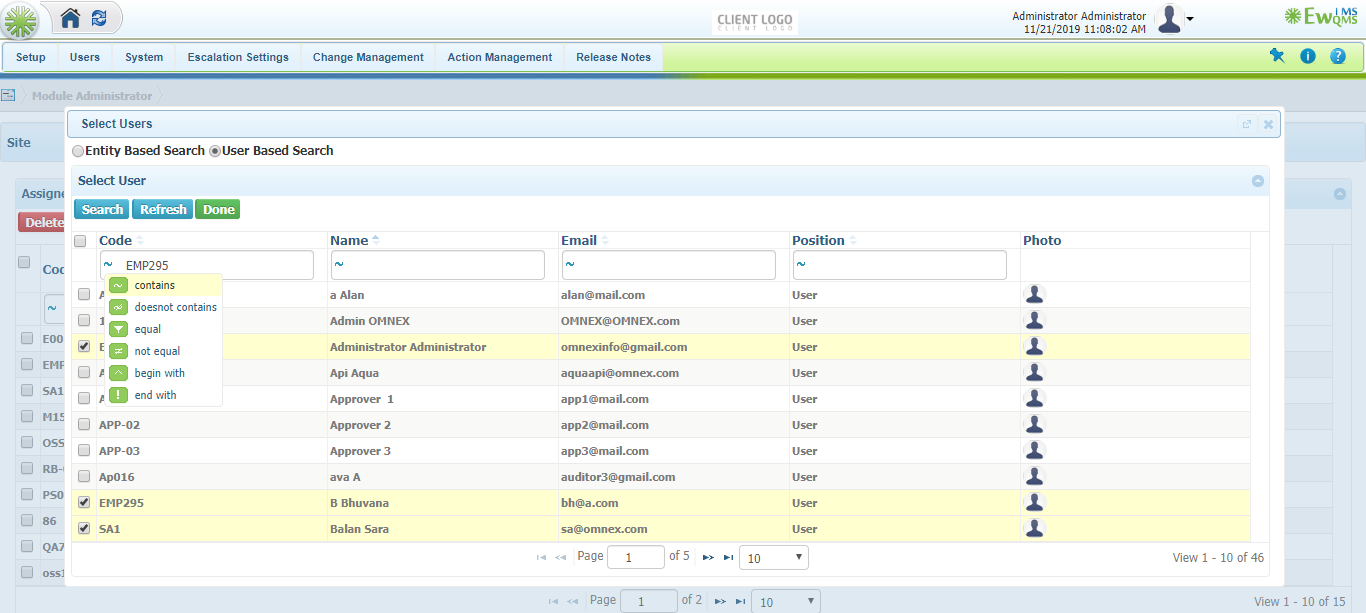 CLIENT LOGO
CLIENT LOGO
Administrator Administrator
11/21/2019 11:08:02 AM
EwQMS iMS
Setup Users System Escalation Settings Change Management Action Management Release Notes
Module Administrator
Select Users
Site
Entity Based Search User Based Search
Select User
Assigne
Search Refresh Done
Delete
Code Name Email Position Photo
Coc
~ EMP295 ~ ~ ~
contains
A a Alan alan@mail.com User
doesnot contains
~
1 Admin OMNEX OMNEX@OMNEX.com User
equal
E00
E Administrator Administrator omnexinfo@gmail.com User
not equal
EMP
A Api Aqua aquaapi@omnex.com User
begin with
SA1
A Approver 1 app1@mail.com User
end with
M15
APP-02 Approver 2 app2@mail.com User
OSS
APP-03 Approver 3 app3@mail.com User
RB-
Ap016 ava A auditor3@gmail.com User
PS0
EMP295 B Bhuvana bh@a.com User
86
SA1 Balan Sara sa@omnex.com User
QA7
Page 1 of 5 10 View 1 - 10 of 46
oss1
Page 1 of 2 10 View 1 - 10 of 15